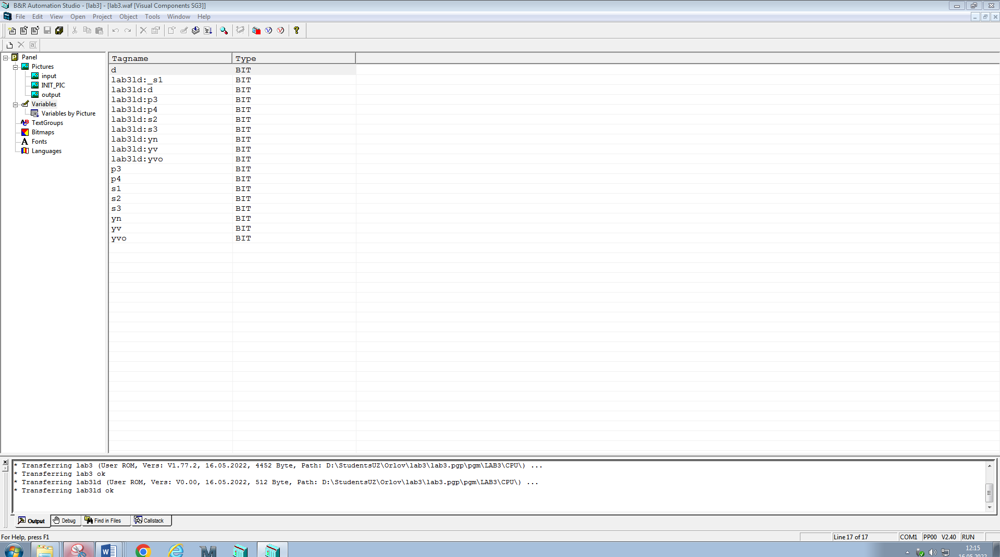 B&R Automation Studio - [lab3] - [lab3.waf [Visual Components SG3]]
File Edit View Open Project Object Tools Window Help
Panel
Pictures
input
INIT_PIC
output
Variables
Variables by Picture
TextGroups
Bitmaps
Fonts
Languages
Tagname Type
d BIT
lab3ld:_s1 BIT
lab3ld:d BIT
lab3ld:p3 BIT
lab3ld:p4 BIT
lab3ld:s2 BIT
lab3ld:s3 BIT
lab3ld:yn BIT
lab3ld:yv BIT
lab3ld:yvo BIT
p3 BIT
p4 BIT
s1 BIT
s2 BIT
s3 BIT
yn BIT
yv BIT
yvo BIT
* Transferring lab3 (User ROM, Vers: V1.77.2, 16.05.2022, 4452 Byte, Path: D:\StudentsUZ\Orlov\lab3\lab3.pgp\pgm\LAB3\CPU\) ...
* Transferring lab3 ok
* Transferring lab3ld (User ROM, Vers: V0.00, 16.05.2022, 512 Byte, Path: D:\StudentsUZ\Orlov\lab3\lab3.pgp\pgm\LAB3\CPU\) ...
* Transferring lab3ld ok
Output Debug Find in Files Callstack
For Help, press F1 Line 17 of 17 COM1 PP00 V2.40 RUN
12:15
16.05.2022